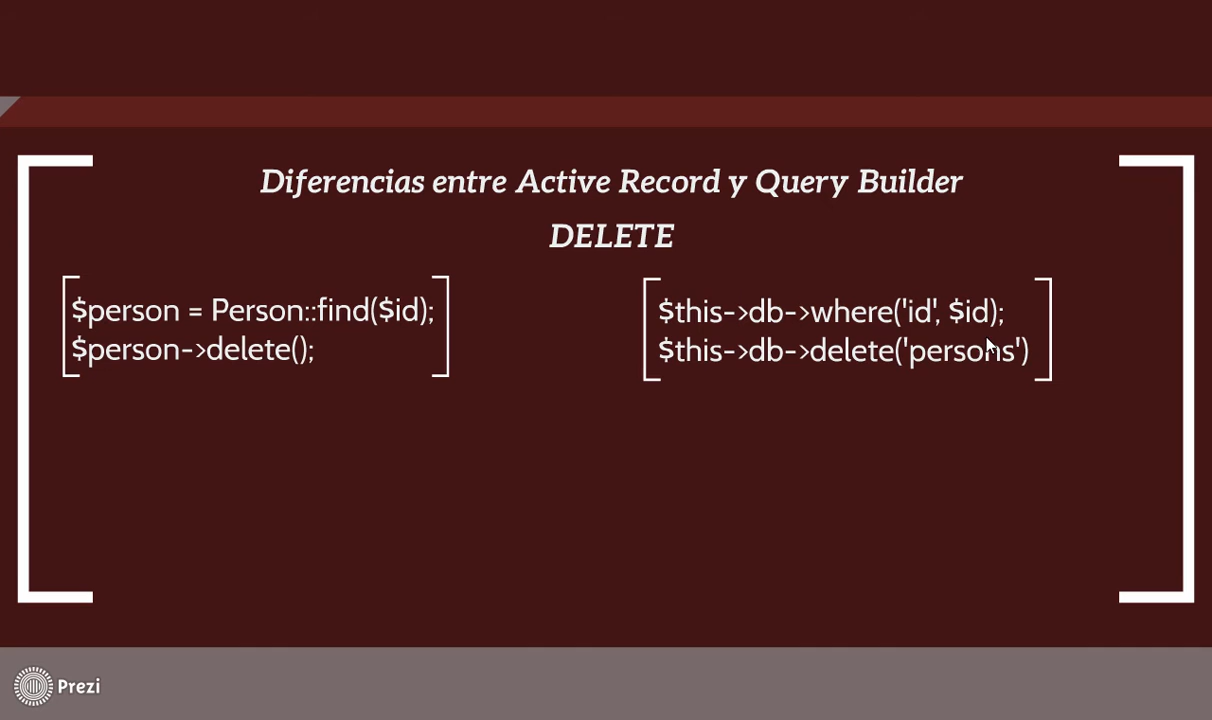 Diferencias entre Active Record y Query Builder
DELETE
$person = Person::find($id);
$person->delete();
$this->db->where('id', $id);
$this->db->delete('persons')
Prezi